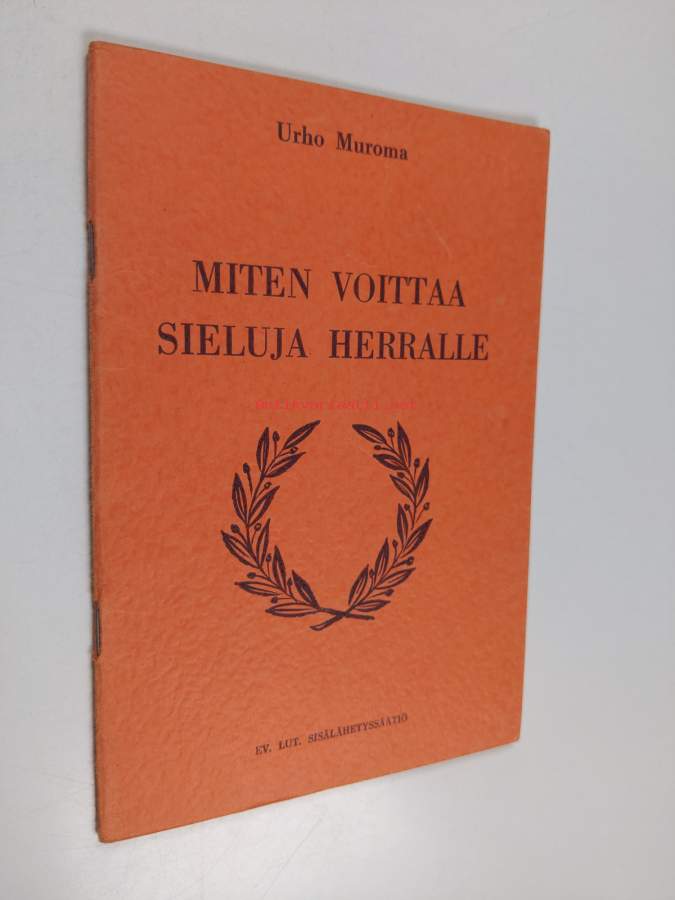 Urho Muroma
MITEN VOITTAA
SIELUJA HERRALLE
EV. LUT. SISÄLÄHETYSSÄÄTIÖ